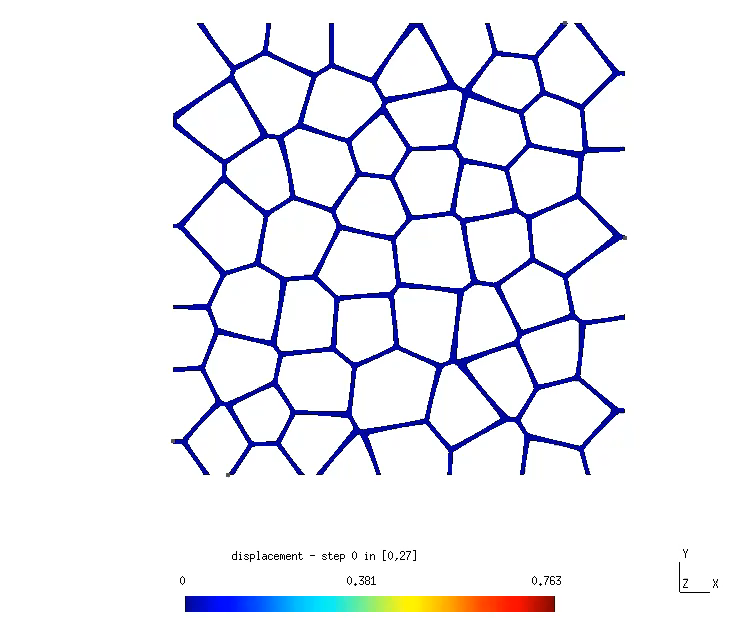 displacement - step 0 in [0,27]
0 0.381 0.763
Y
Z X